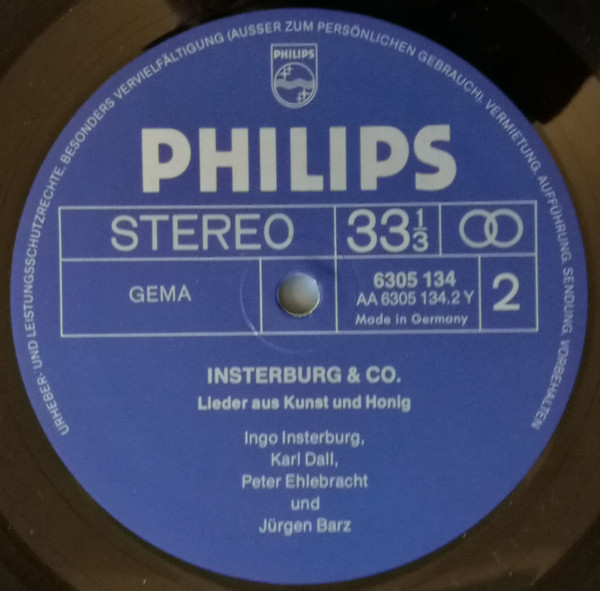 URHEBER- UND LEISTUNGSSCHUTZRECHTE, BESONDERS VERVIELFÄLTIGUNG (AUSSER ZUM PERSÖNLICHEN GEBRAUCH), VERMIETUNG, AUFFÜHRUNG, SENDUNG, VORBEHALTEN
PHILIPS
PHILIPS
STEREO
33 1/3
GEMA
6305 134
AA 6305 134.2 Y
Made in Germany
2
INSTERBURG & CO.
Lieder aus Kunst und Honig
Ingo Insterburg,
Karl Dall,
Peter Ehlebracht
und
Jürgen Barz